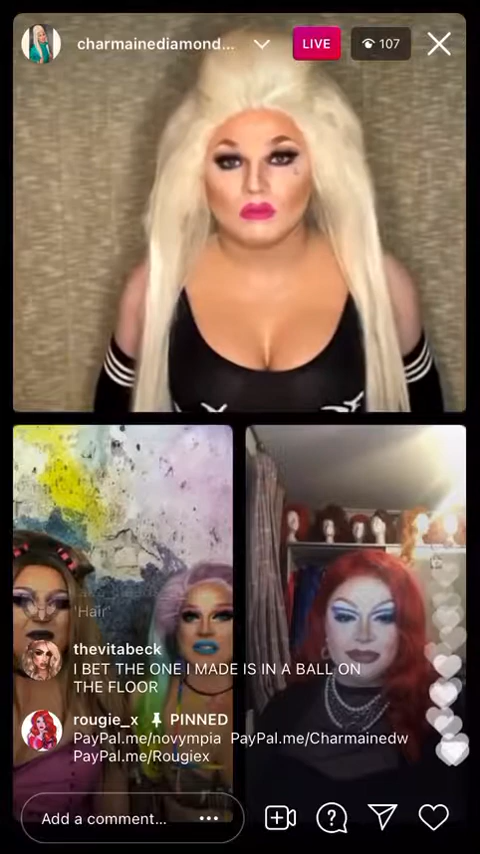 charmainediamond...
LIVE
107
'Hair'
thevitabeck
I BET THE ONE I MADE IS IN A BALL ON
THE FLOOR
rougie_x PINNED
PayPal.me/novympia PayPal.me/Charmainedw
PayPal.me/Rougiex
Add a comment...